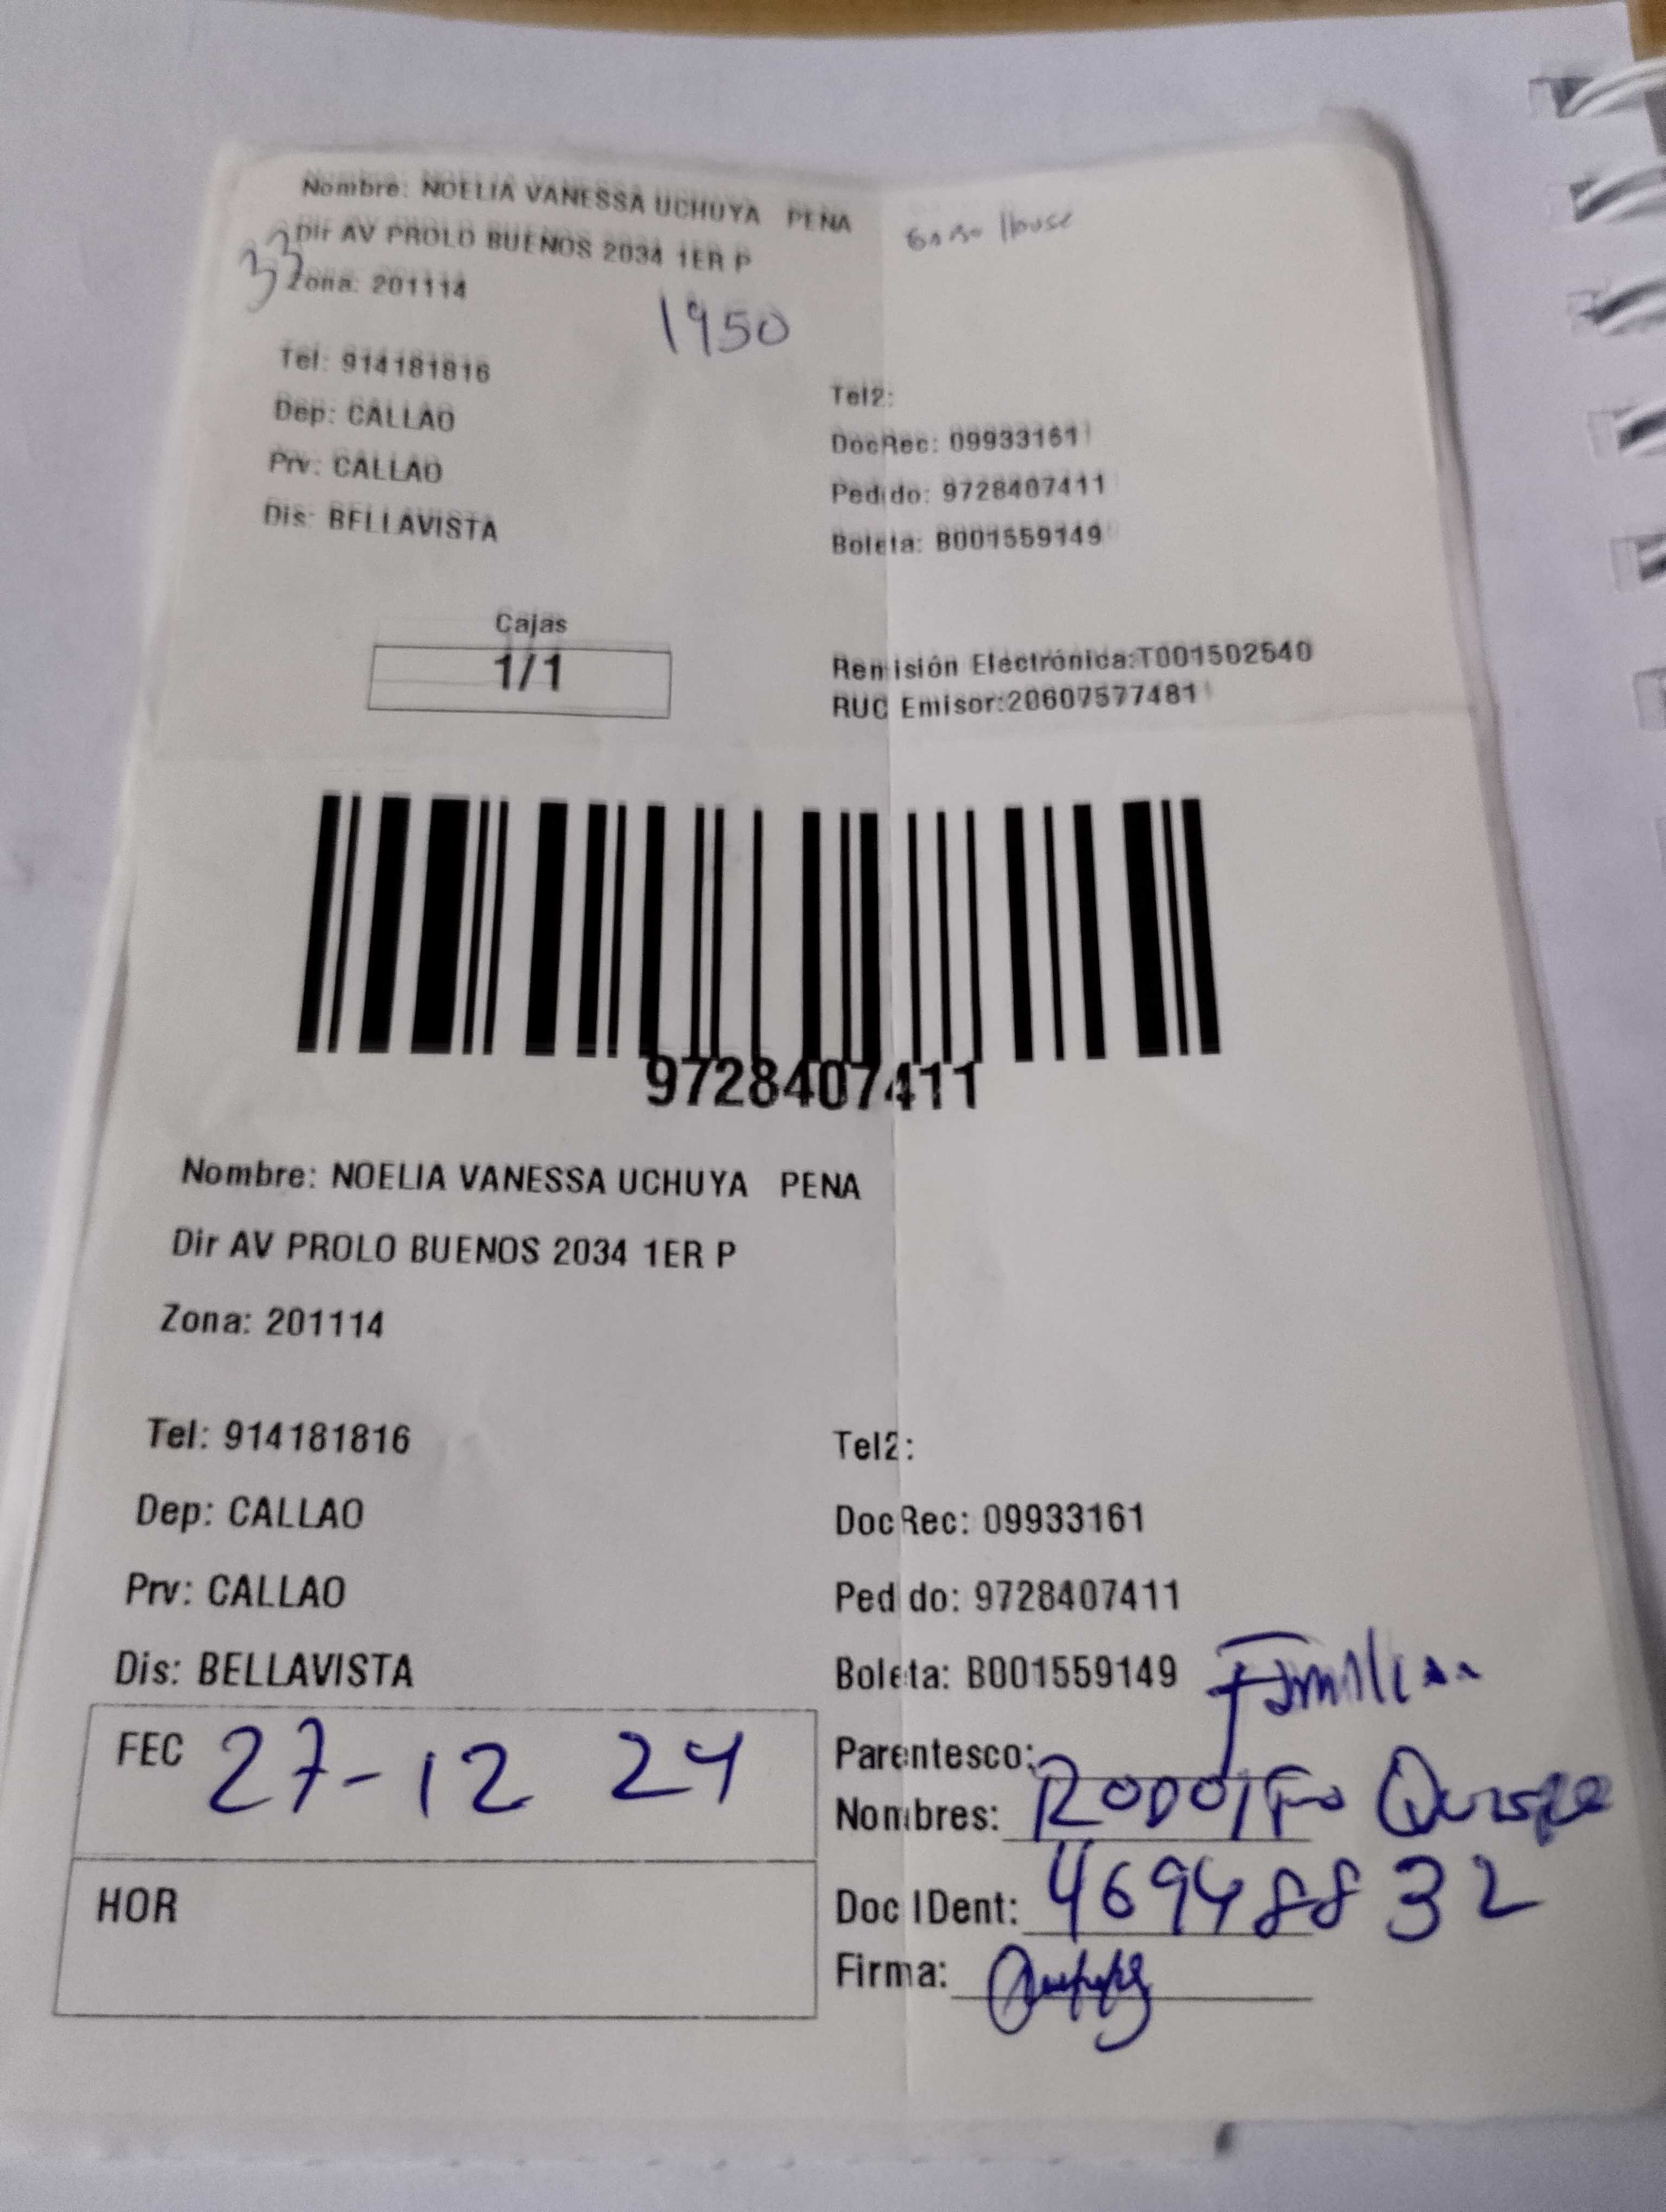 Nombre: NOELIA VANESSA UCHUYA PENA
Dir AV PROLO BUENOS 2034 1ER P
33
Zona: 201114
1950
House
Tel: 914181816
Tel2:
Dep: CALLAO
DocRec: 09933161
Prv: CALLAO
Pedido: 9728407411
Dis: BELLAVISTA
Boleta: B001559149
Cajas
1/1
Remisión Electrónica:T001502540
RUC Emisor:20607577481
9728407411
Nombre: NOELIA VANESSA UCHUYA PENA
Dir AV PROLO BUENOS 2034 1ER P
Zona: 201114
Tel: 914181816
Tel2:
Dep: CALLAO
DocRec: 09933161
Prv: CALLAO
Pedido: 9728407411
Dis: BELLAVISTA
Boleta: B001559149
FEC 27-12 24
Parentesco: Familiar
Nombres: Rodolfo
HOR
Doc IDent: 46948832
Firma: